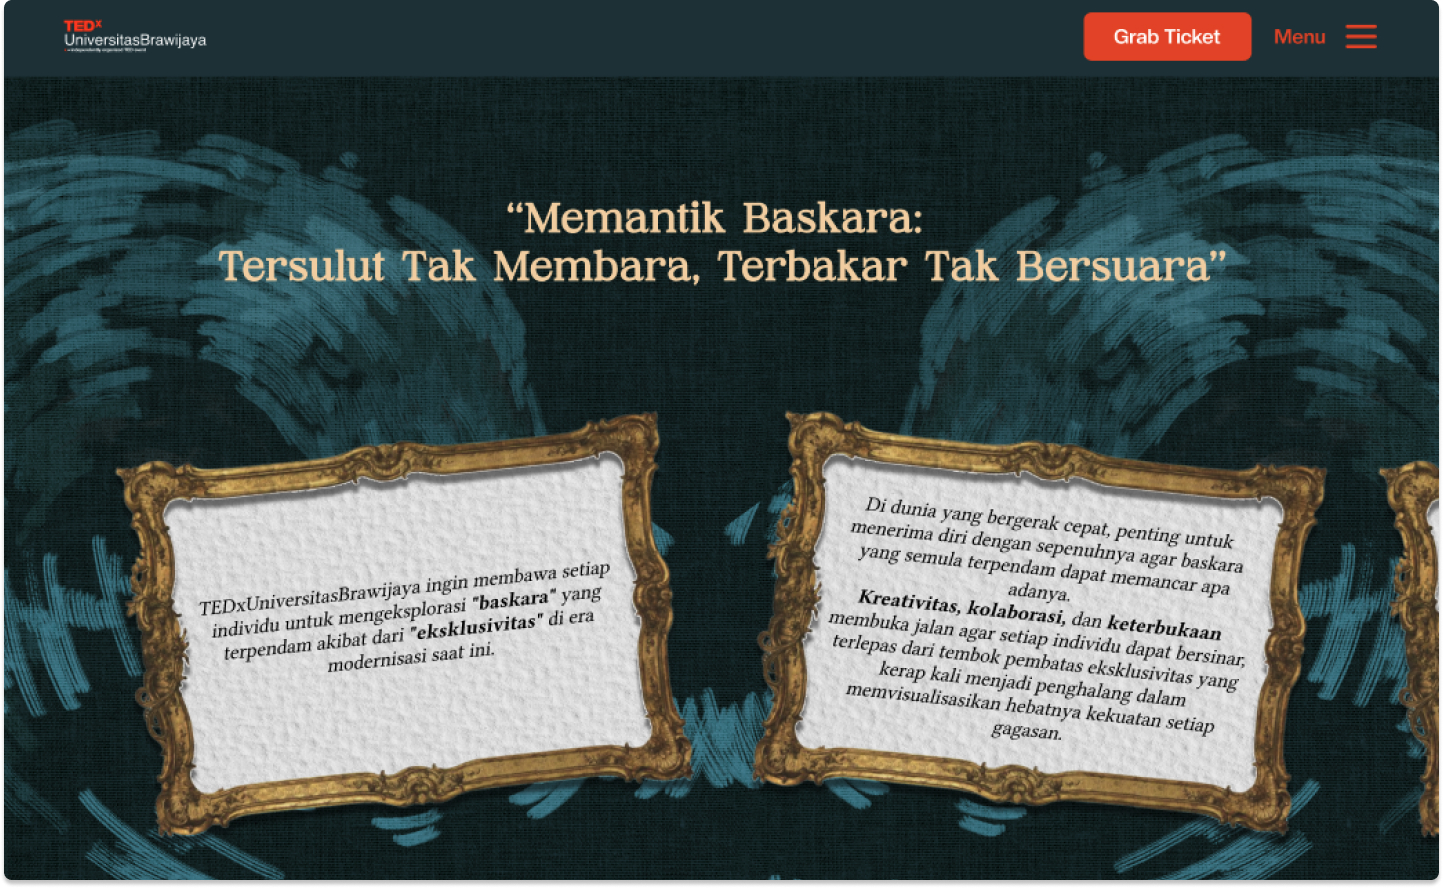 TEDx
UniversitasBrawijaya
x = independently organized TED event
Grab Ticket
Menu
“Memantik Baskara:
Tersulut Tak Membara, Terbakar Tak Bersuara”
TEDxUniversitasBrawijaya ingin membawa setiap
individu untuk mengeksplorasi "baskara" yang
terpendam akibat dari "eksklusivitas" di era
modernisasi saat ini.
Di dunia yang bergerak cepat, penting untuk
menerima diri dengan sepenuhnya agar baskara
yang semula terpendam dapat memancar apa
adanya.
Kreativitas, kolaborasi, dan keterbukaan
membuka jalan agar setiap individu dapat bersinar,
terlepas dari tembok pembatas eksklusivitas yang
kerap kali menjadi penghalang dalam
memvisualisasikan hebatnya kekuatan setiap
gagasan.